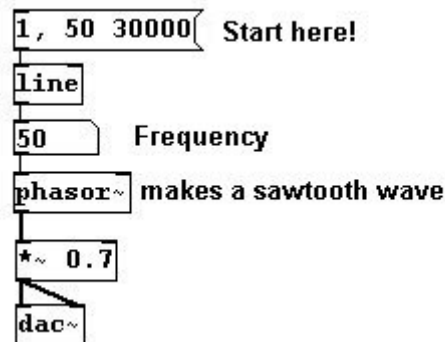 1, 50 30000 Start here!
line
50 Frequency
phasor~ makes a sawtooth wave
*~ 0.7
dac~